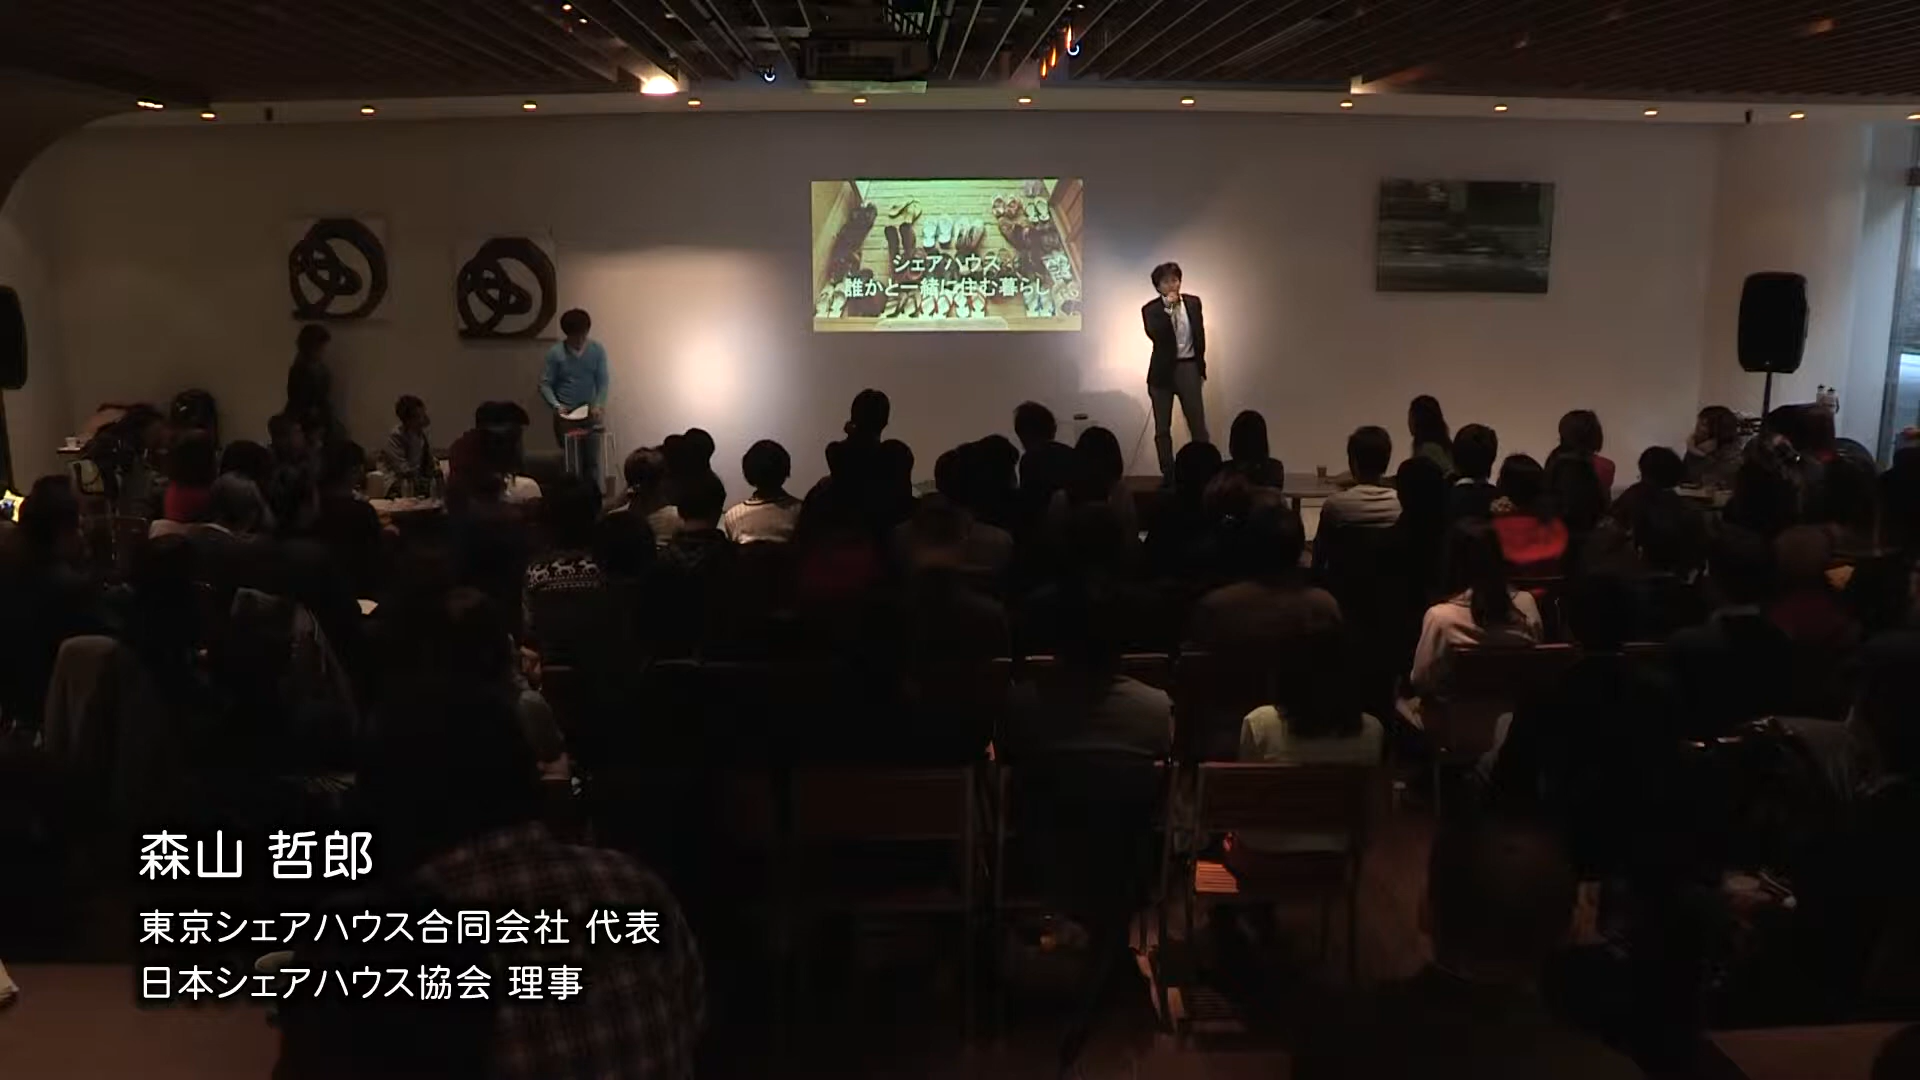 シェアハウス
誰かと一緒に住む暮らし
森山 哲郎
東京シェアハウス合同会社 代表
日本シェアハウス協会 理事